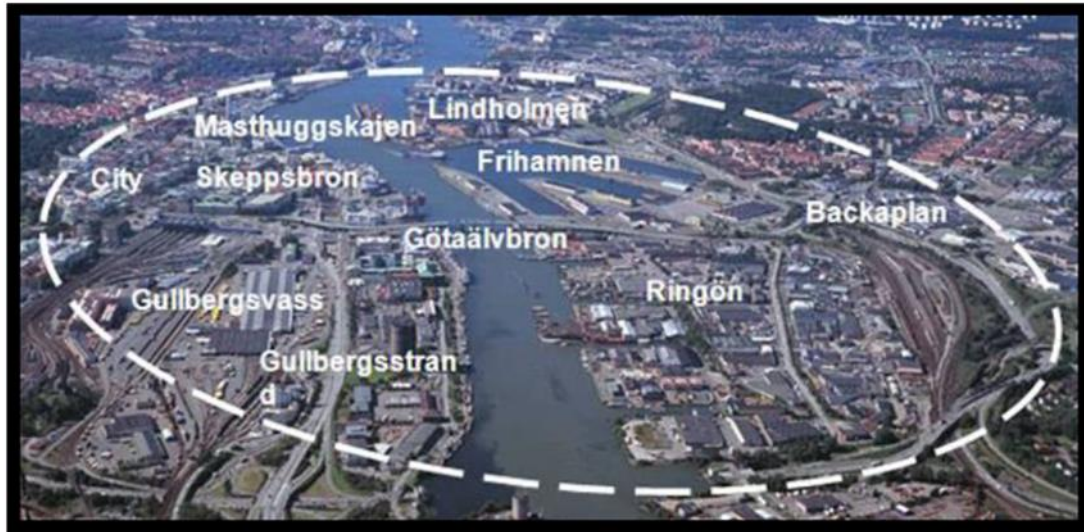 Lindholmen
Masthuggskajen
Frihamnen
City
Skeppsbron
Backaplan
Götaälvbron
Ringön
Gullbergsvass
Gullbergsstran
d